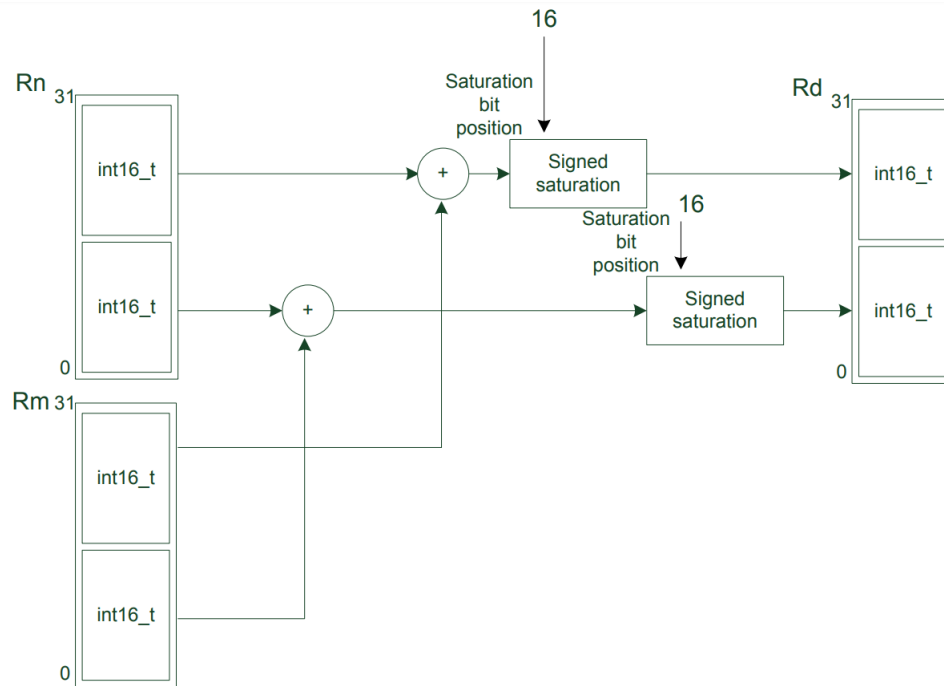 16
Rn
31
Saturation
bit
position
Rd
31
int16_t
+
Signed
saturation
int16_t
Saturation
bit
position
16
int16_t
+
Signed
saturation
int16_t
0
0
Rm
31
int16_t
int16_t
0